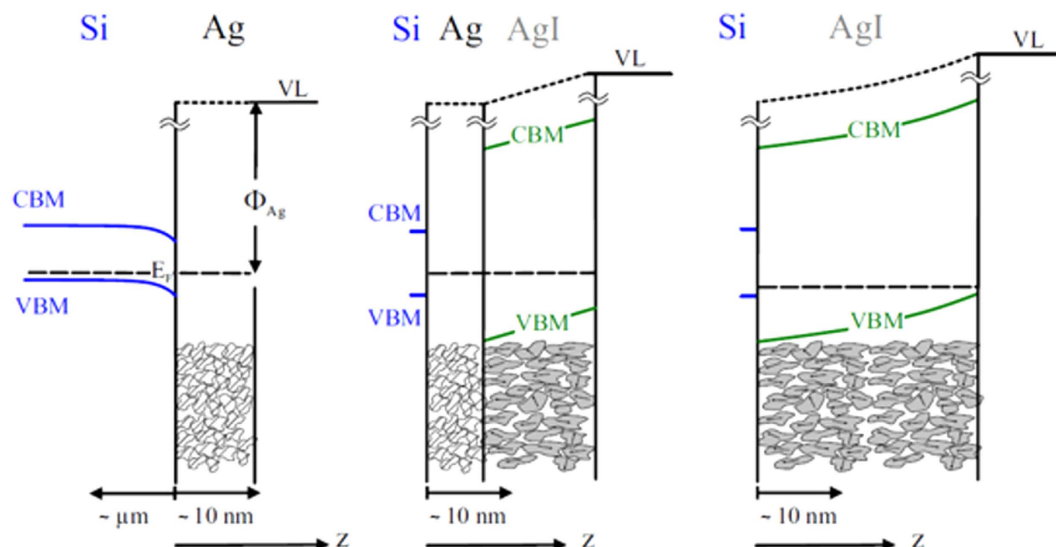 Si Ag
VL
CBM
Φ_Ag
E_F
VBM
~ μm ~ 10 nm
z
Si Ag AgI
VL
CBM
CBM
VBM
VBM
~ 10 nm
z
Si AgI
VL
CBM
VBM
~ 10 nm
z